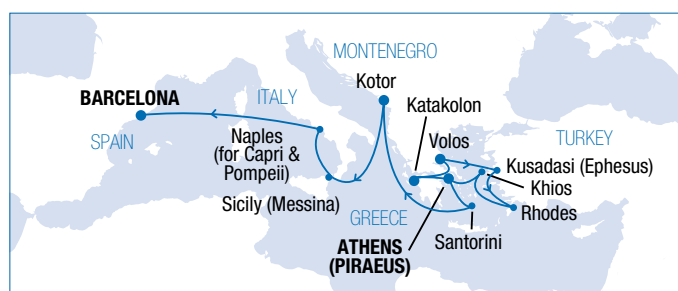 MONTENEGRO
Kotor
BARCELONA
ITALY
Katakolon
SPAIN
Naples
(for Capri &
Pompeii)
Volos
TURKEY
Kusadasi (Ephesus)
Khios
Sicily (Messina)
GREECE
Rhodes
Santorini
ATHENS
(PIRAEUS)